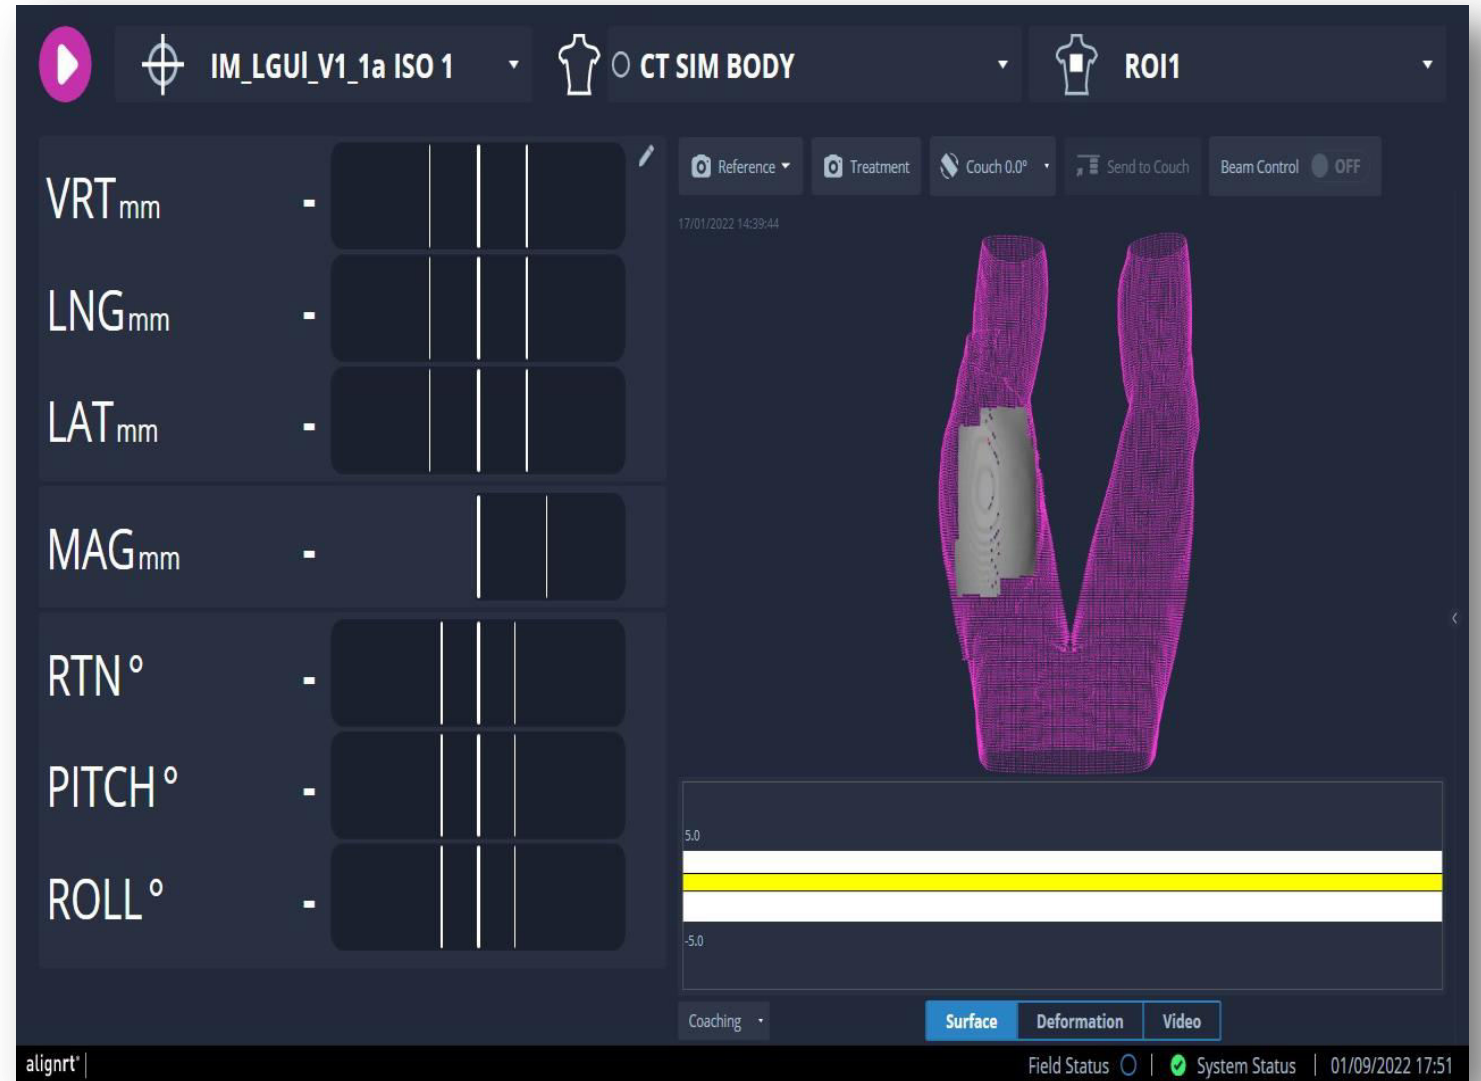 IM_LGUl_V1_1a ISO 1 CT SIM BODY ROI1
Reference Treatment Couch 0.0° Send to Couch Beam Control OFF
17/01/2022 14:39:44
VRT mm -
LNG mm -
LAT mm -
MAG mm -
RTN ° -
PITCH ° -
ROLL ° -
5.0
-5.0
Coaching Surface Deformation Video
alignrt® Field Status System Status 01/09/2022 17:51